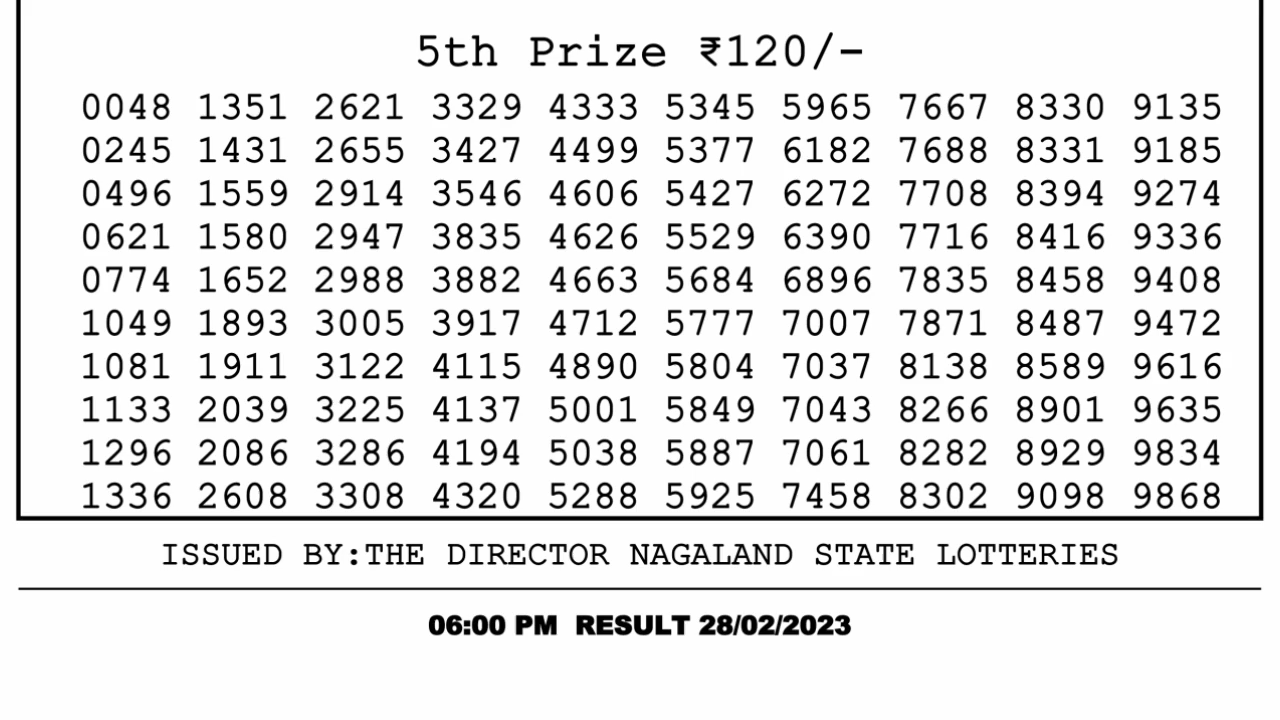 5th Prize ₹120/-
0048 1351 2621 3329 4333 5345 5965 7667 8330 9135
0245 1431 2655 3427 4499 5377 6182 7688 8331 9185
0496 1559 2914 3546 4606 5427 6272 7708 8394 9274
0621 1580 2947 3835 4626 5529 6390 7716 8416 9336
0774 1652 2988 3882 4663 5684 6896 7835 8458 9408
1049 1893 3005 3917 4712 5777 7007 7871 8487 9472
1081 1911 3122 4115 4890 5804 7037 8138 8589 9616
1133 2039 3225 4137 5001 5849 7043 8266 8901 9635
1296 2086 3286 4194 5038 5887 7061 8282 8929 9834
1336 2608 3308 4320 5288 5925 7458 8302 9098 9868
ISSUED BY:THE DIRECTOR NAGALAND STATE LOTTERIES
06:00 PM RESULT 28/02/2023